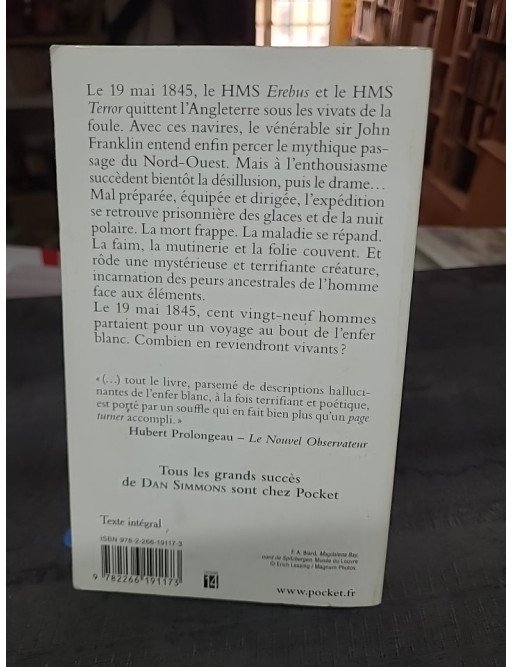 Le 19 mai 1845, le HMS Erebus et le HMS
Terror quittent l'Angleterre sous les vivats de la
foule. Avec ces navires, le vénérable sir John
Franklin entend enfin percer le mythique pas-
sage du Nord-Ouest. Mais à l'enthousiasme
succèdent bientôt la désillusion, puis le drame...
Mal préparée, équipée et dirigée, l'expédition
se retrouve prisonnière des glaces et de la nuit
polaire. La mort frappe. La maladie se répand.
La faim, la mutinerie et la folie couvent. Et
rôde une mystérieuse et terrifiante créature,
incarnation des peurs ancestrales de l'homme
face aux éléments.
Le 19 mai 1845, cent vingt-neuf hommes
partaient pour un voyage au bout de l'enfer
blanc. Combien en reviendront vivants ?
« (...) tout le livre, parsemé de descriptions halluci-
nantes de l'enfer blanc, à la fois terrifiant et poétique,
est porté par un souffle qui en fait bien plus qu'un page
turner accompli. »
Hubert Prolongeau – Le Nouvel Observateur
Tous les grands succès
de DAN SIMMONS sont chez Pocket
Texte intégral
ISBN 978-2-266-19117-3
9 782266 191173
14
F. A. Biard, Magdalena Bay,
vue de Spitzbergen, Musée du Louvre
© Erich Lessing / Magnum Photos.
www.pocket.fr